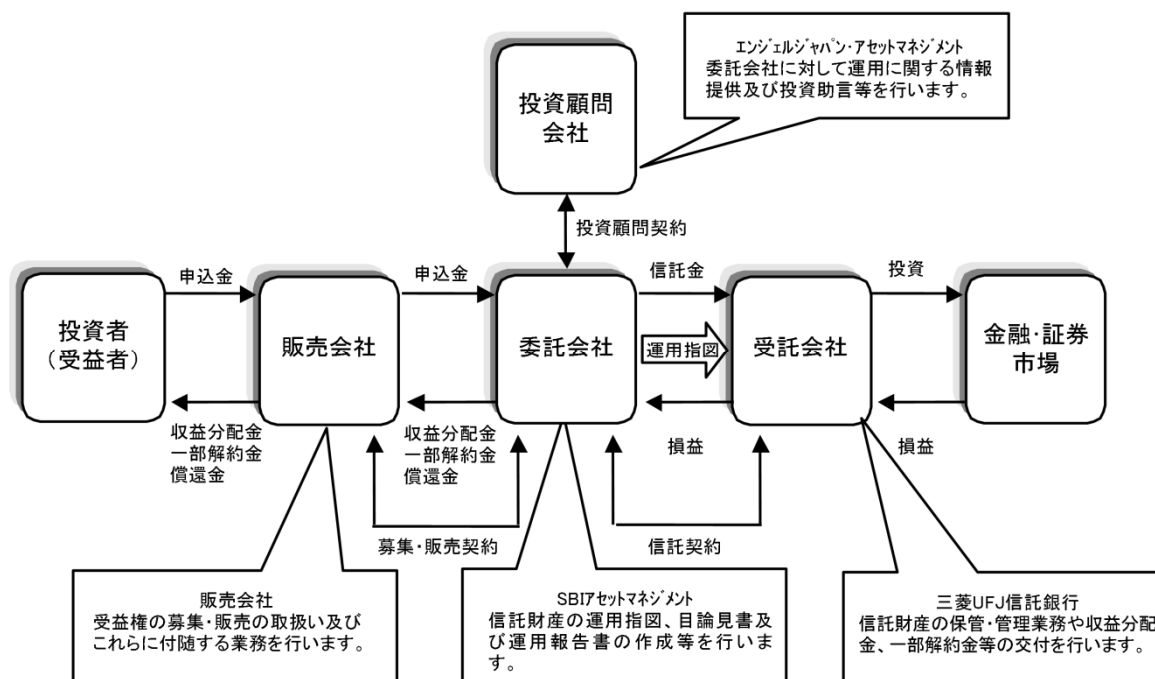 エンジェルジャパン・アセットマネジメント
委託会社に対して運用に関する情報
提供及び投資助言等を行います。
投資顧問
会社
投資顧問契約
申込金
申込金
信託金
投資
投資者
（受益者）
販売会社
委託会社
運用指図
受託会社
金融・証券
市場
収益分配金
一部解約金
償還金
収益分配金
一部解約金
償還金
損益
損益
募集・販売契約
信託契約
販売会社
受益権の募集・販売の取扱い及び
これらに付随する業務を行います。
SBIアセットマネジメント
信託財産の運用指図、目論見書及
び運用報告書の作成等を行いま
す。
三菱UFJ信託銀行
信託財産の保管・管理業務や収益分配
金、一部解約金等の交付を行います。